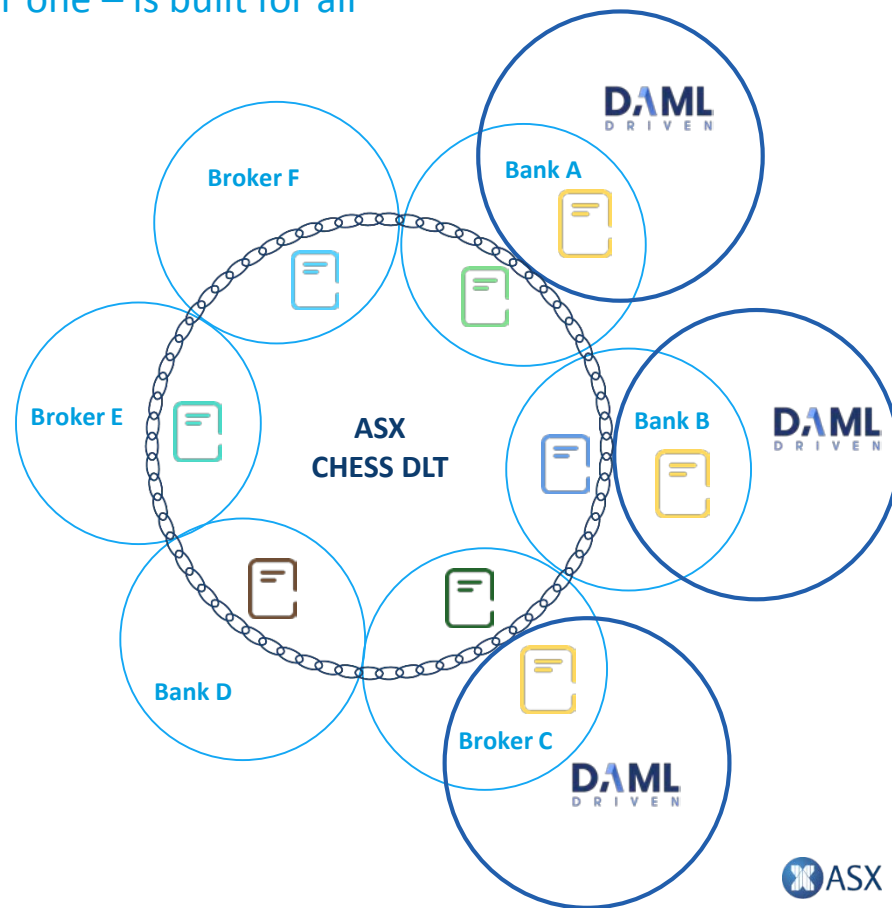 r one – is built for all
DAML
DRIVEN
Broker F
Bank A
Broker E
ASX
CHESS DLT
Bank B
DAML
DRIVEN
Bank D
Broker C
DAML
DRIVEN
ASX